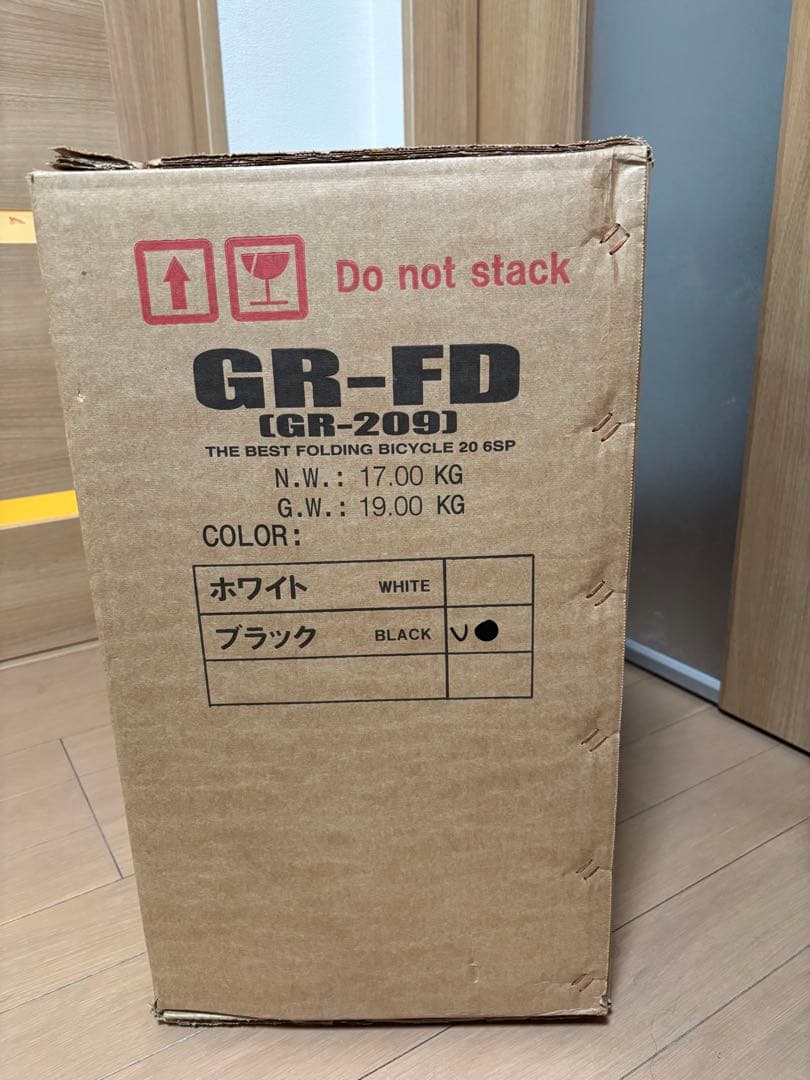 Do not stack
GR-FD
(GR-209)
THE BEST FOLDING BICYCLE 20 6SP
N.W.: 17.00 KG
G.W.: 19.00 KG
COLOR:
ホワイト WHITE
ブラック BLACK V●